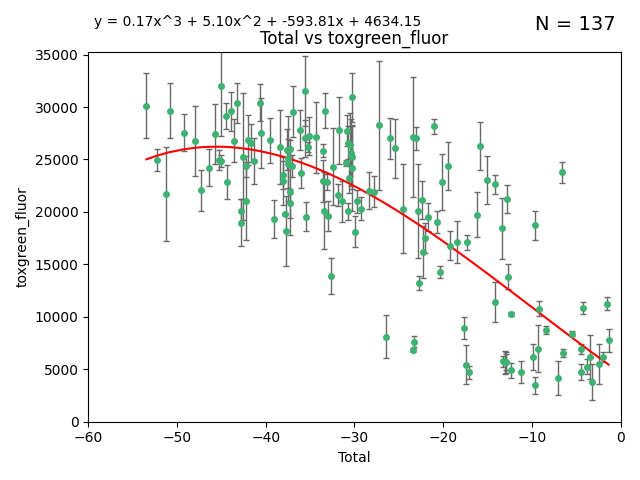 y = 0.17x^3 + 5.10x^2 + -593.81x + 4634.15
N = 137
Total vs toxgreen_fluor
35000
30000
25000
20000
15000
10000
5000
0
toxgreen_fluor
−60 −50 −40 −30 −20 −10 0
Total